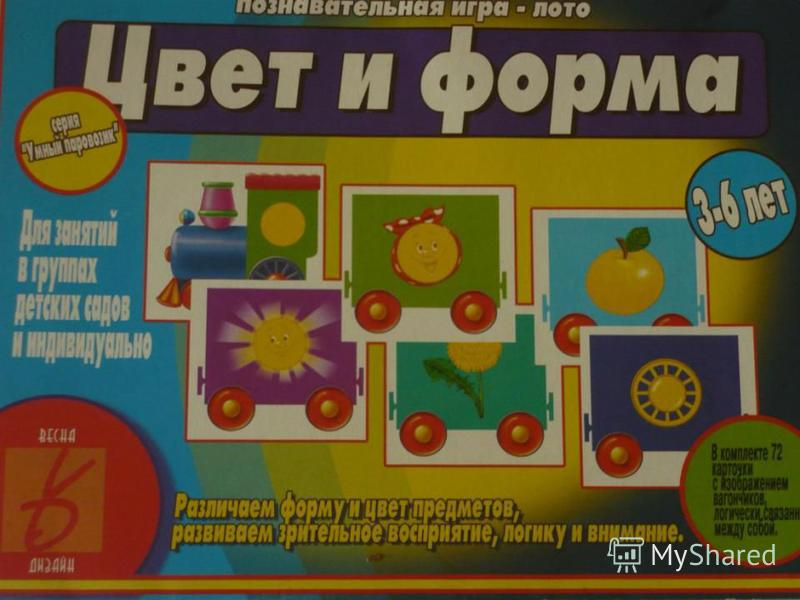 познавательная игра - лото
Цвет и форма
серия
"Умный паровозик"
3-6 лет
Для занятий
в группах
детских садов
и индивидуально
ВЕСНА
ДИЗАЙН
Различаем форму и цвет предметов,
развиваем зрительное восприятие, логику и внимание.
В комплекте 72
карточки
с изображением
вагончиков,
логически связанн
между собой.
MyShared